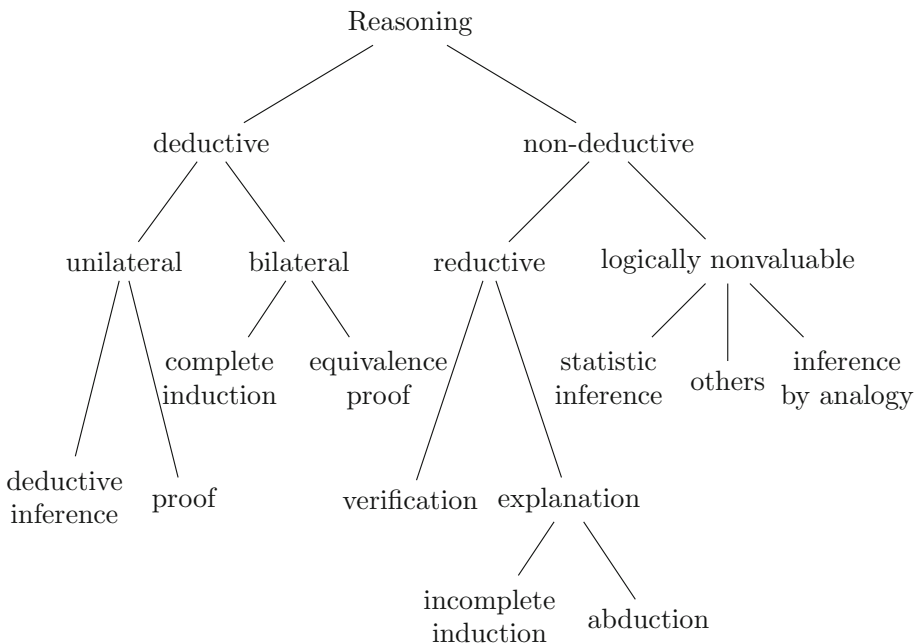 Reasoning
deductive
non-deductive
unilateral
bilateral
reductive
logically nonvaluable
complete
induction
equivalence
proof
statistic
inference
others
inference
by analogy
deductive
inference
proof
verification
explanation
incomplete
induction
abduction